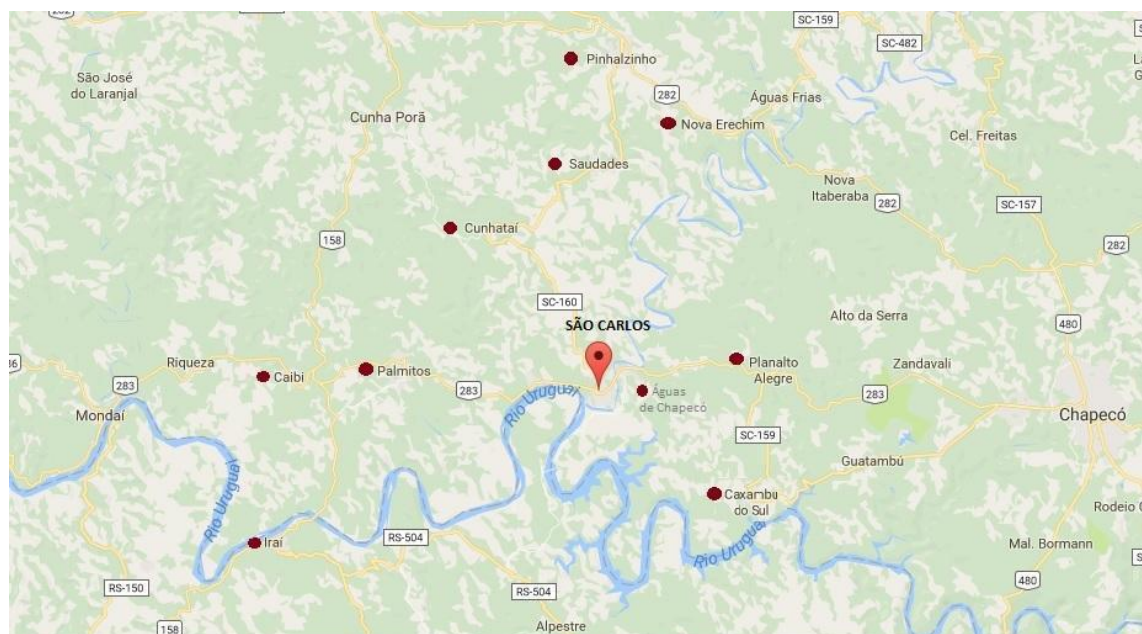 SC-159
SC-482
Pinhalzinho
São José
do Laranjal
282
Águas Frias
Cunha Porã
Nova Erechim
Cel. Freitas
Saudades
Nova
Itaberaba
282
SC-157
Cunhataí
158
282
SC-160
Alto da Serra
SÃO CARLOS
480
Riqueza
Planalto
Alegre
Zandavali
Caibi
Palmitos
283
283
Águas
de Chapecó
283
Mondaí
Rio Uruguai
Chapecó
SC-159
Guatambú
Rio Uruguai
Caxambu
do Sul
Rodeio
Iraí
RS-504
Rio Urugua
Mal. Bormann
RS-150
RS-504
480
158
Alpestre